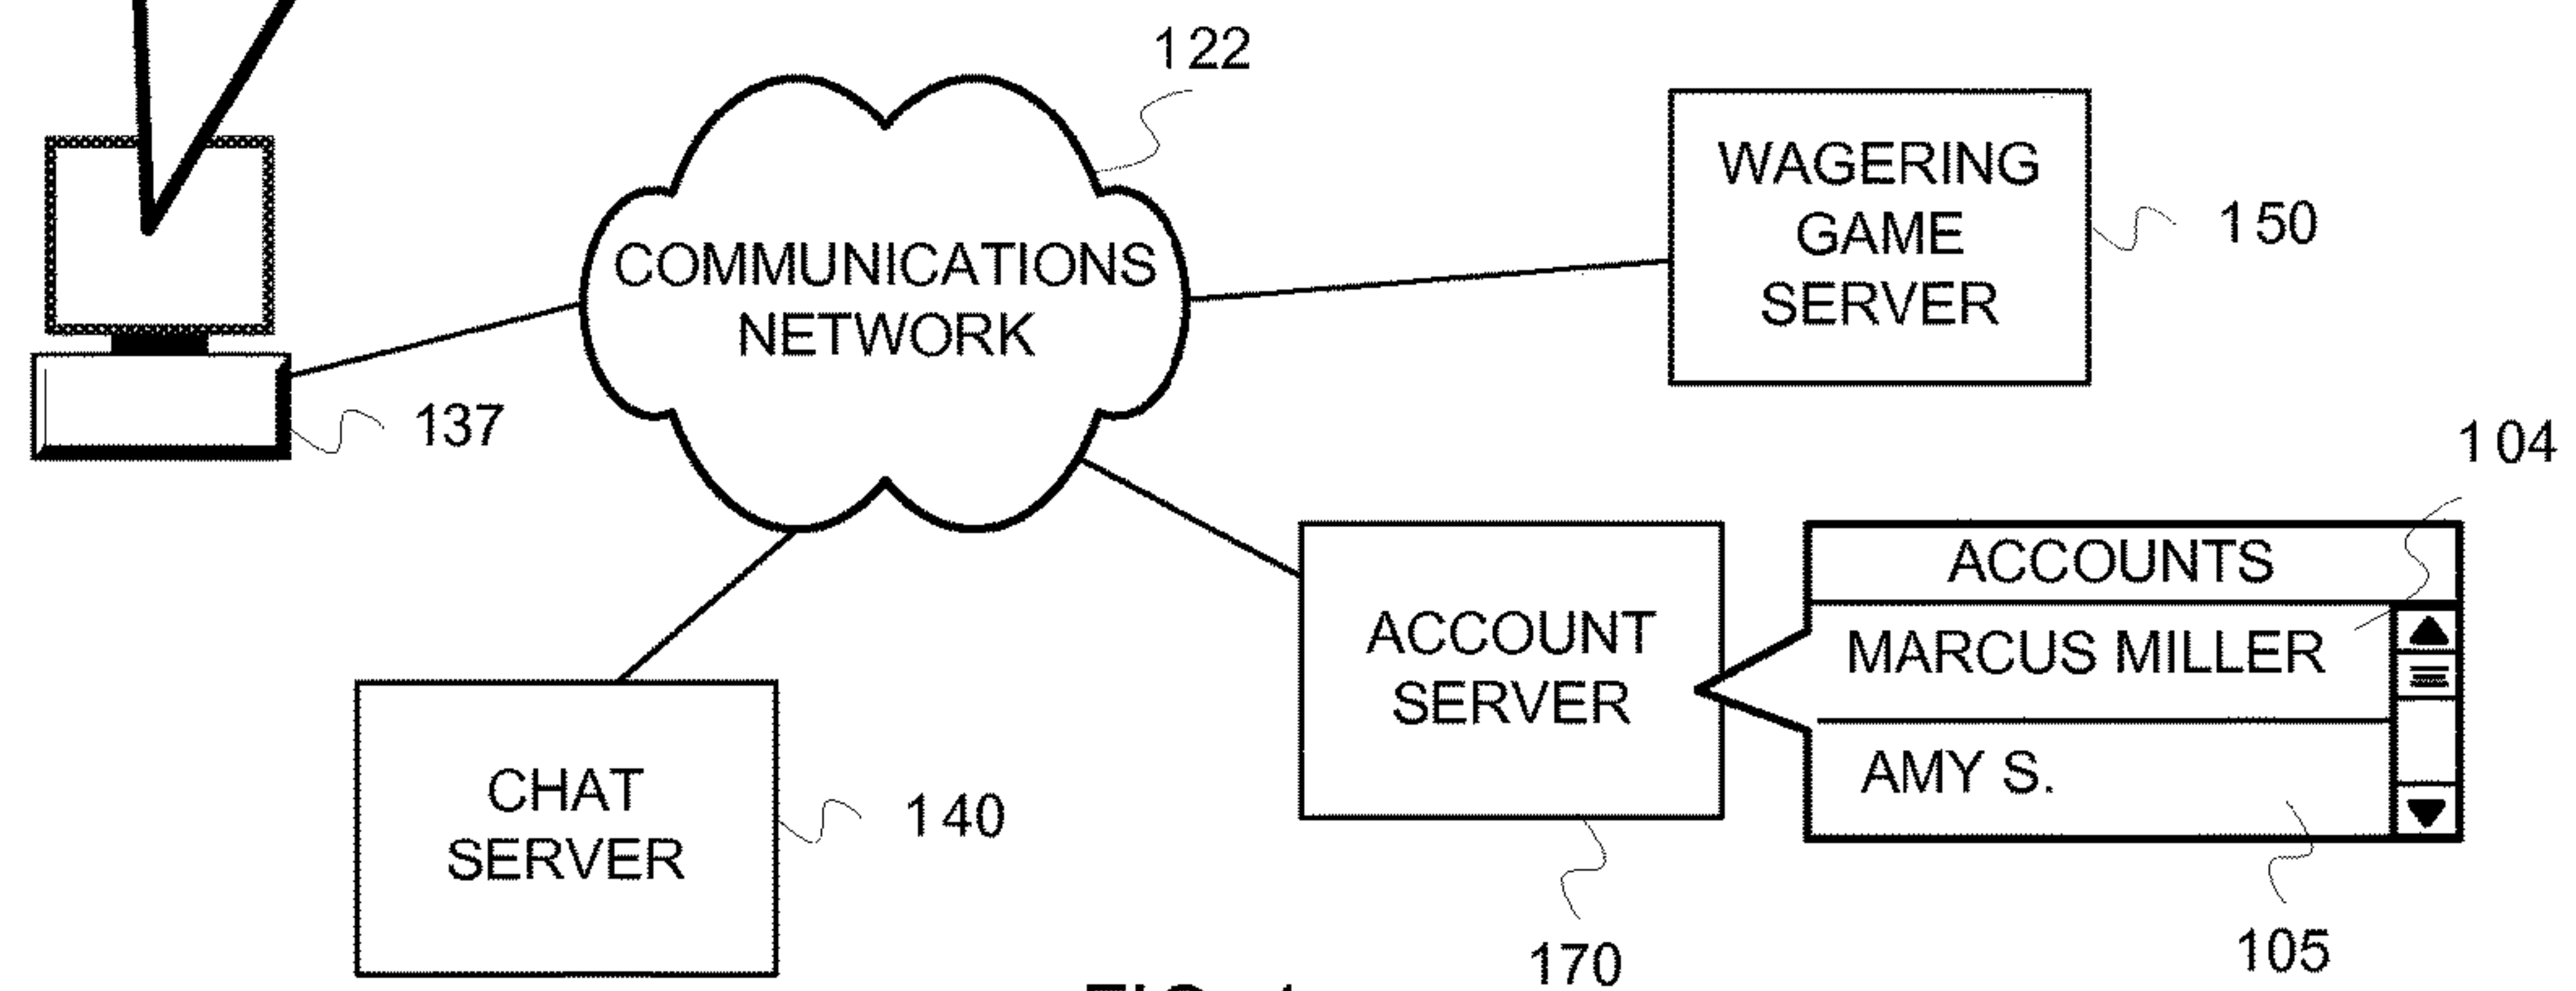 122
COMMUNICATIONS
NETWORK
WAGERING
GAME
SERVER
150
137
104
ACCOUNTS
MARCUS MILLER
AMY S.
105
ACCOUNT
SERVER
170
CHAT
SERVER
140